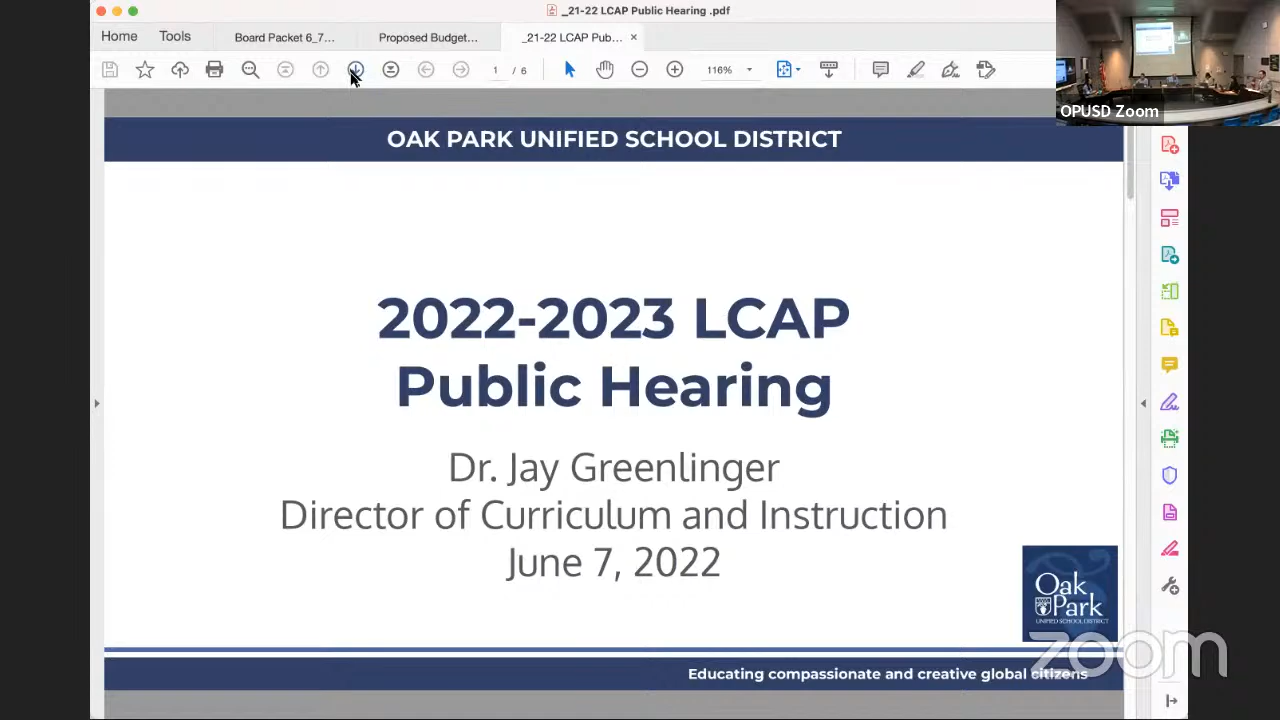 _21-22 LCAP Public Hearing .pdf
Home
Tools
Board Packet 6_7...
Proposed Budget...
_21-22 LCAP Pub...
1 / 6
116%
OPUSD Zoom
OAK PARK UNIFIED SCHOOL DISTRICT
2022-2023 LCAP
Public Hearing
Dr. Jay Greenlinger
Director of Curriculum and Instruction
June 7, 2022
Oak
Park
UNIFIED SCHOOL DISTRICT
Educating compassionate and creative global citizens
zoom